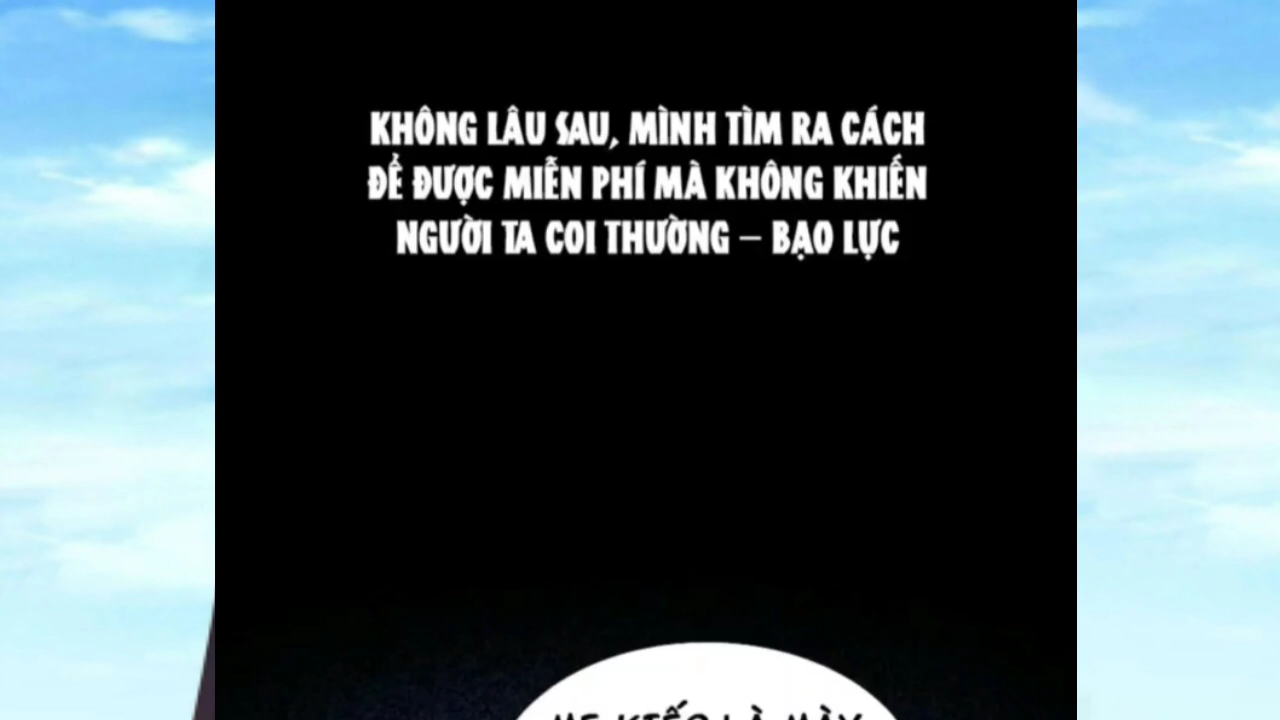 KHÔNG LÂU SAU, MÌNH TÌM RA CÁCH
ĐỂ ĐƯỢC MIỄN PHÍ MÀ KHÔNG KHIẾN
NGƯỜI TA COI THƯỜNG – BẠO LỰC